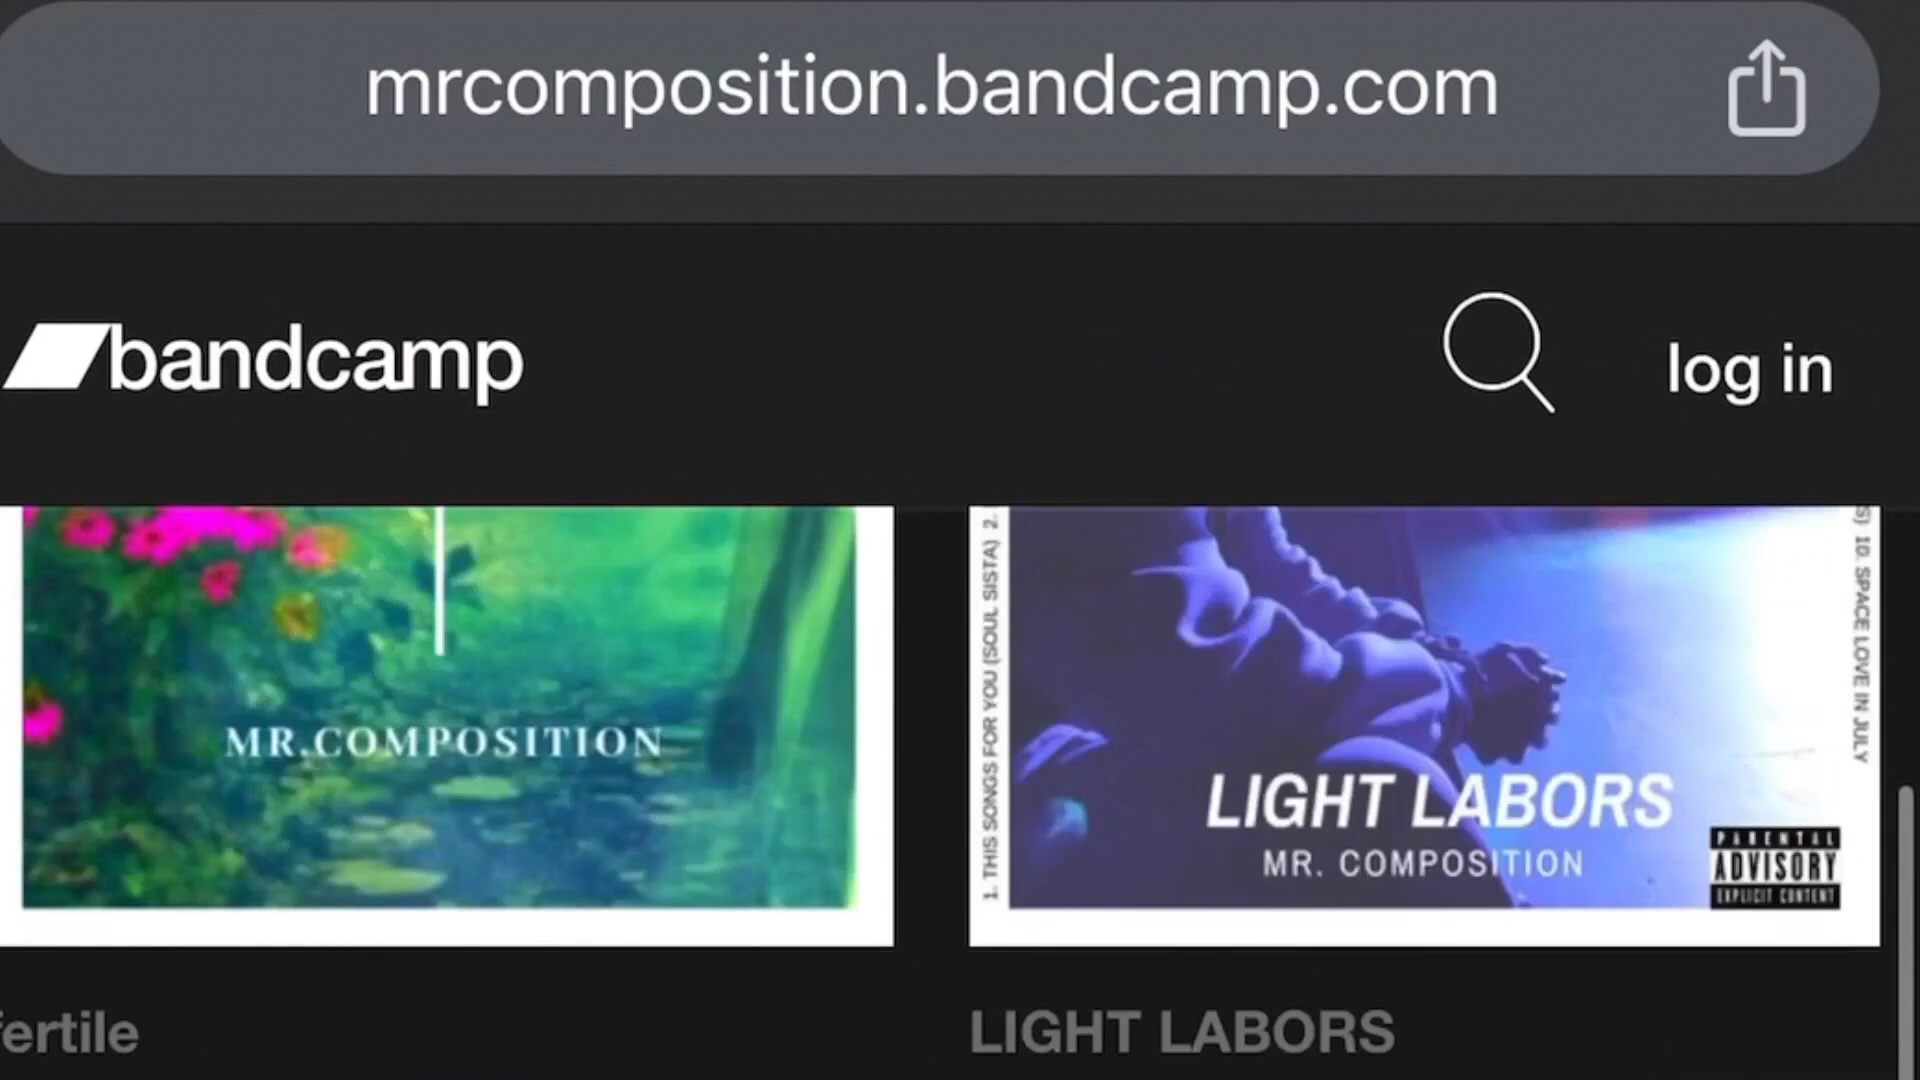 mrcomposition.bandcamp.com
bandcamp
log in
MR.COMPOSITION
fertile
1. THIS SONGS FOR YOU (SOUL SISTA) 2.
S) 10. SPACE LOVE IN JULY
LIGHT LABORS
MR. COMPOSITION
PARENTAL
ADVISORY
EXPLICIT CONTENT
LIGHT LABORS